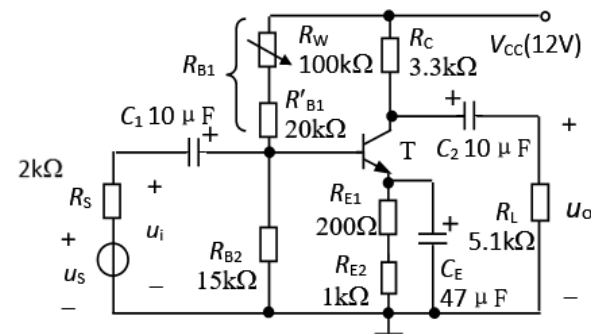 R_W
100kΩ
R_C
3.3kΩ
V_CC(12V)
R_B1
R'_B1
20kΩ
C_1 10 μF
+
+
T
C_2 10 μF
+
2kΩ
R_S
+
u_i
−
+
u_S
−
R_B2
15kΩ
R_E1
200Ω
R_E2
1kΩ
+
C_E
47 μF
R_L
5.1kΩ
u_o
−